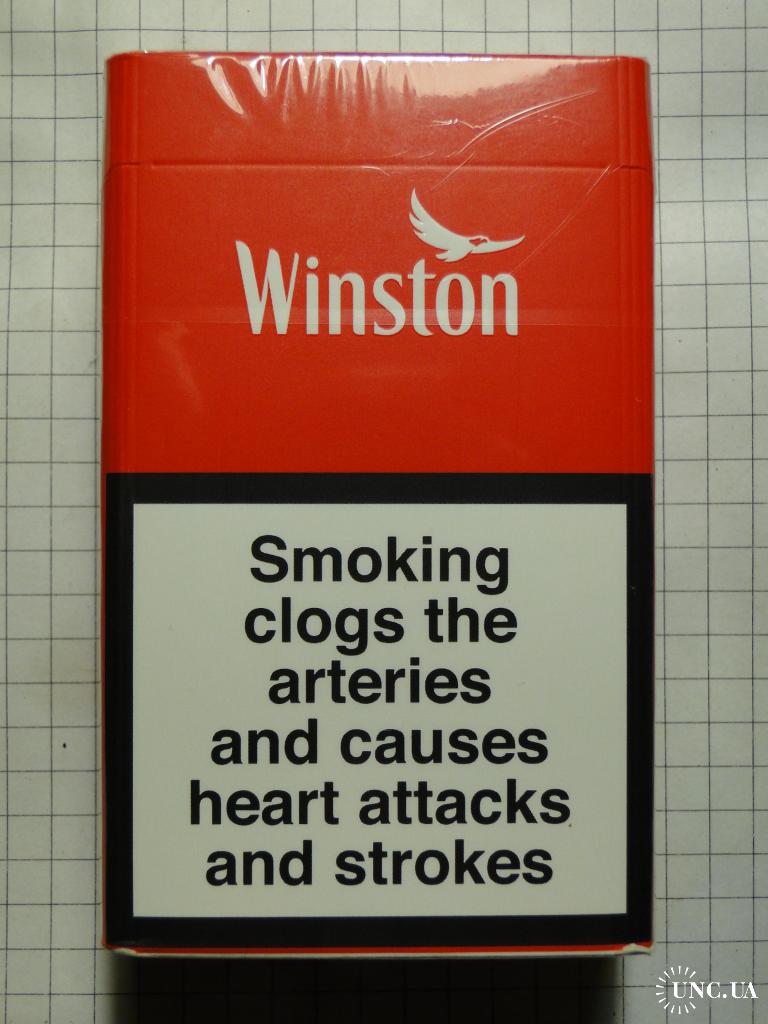 Winston
Smoking
clogs the
arteries
and causes
heart attacks
and strokes
UNC.UA